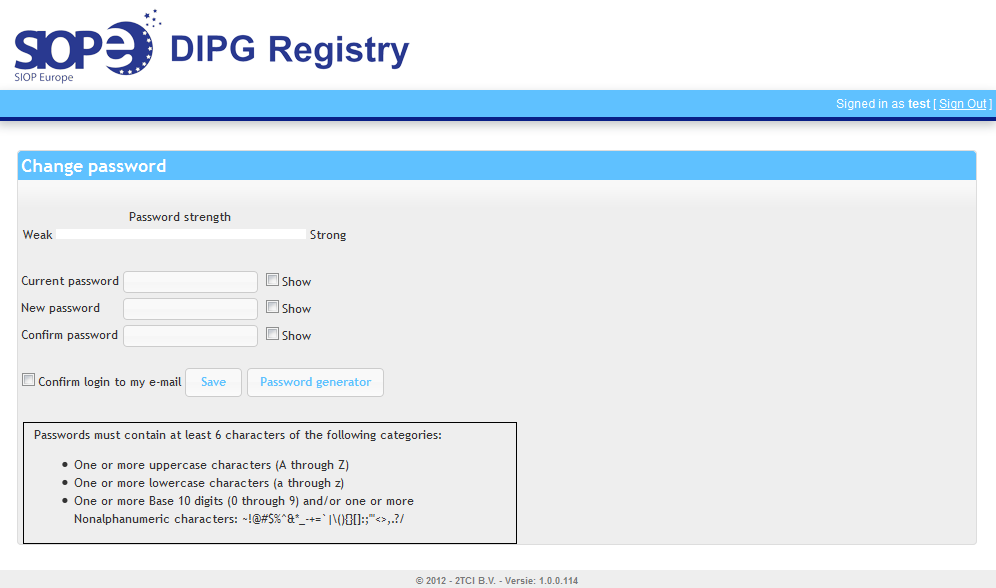 SIOPe
SIOP Europe
DIPG Registry
Signed in as test [ Sign Out ]
Change password
Password strength
Weak Strong
Current password Show
New password Show
Confirm password Show
Confirm login to my e-mail Save Password generator
Passwords must contain at least 6 characters of the following categories:
• One or more uppercase characters (A through Z)
• One or more lowercase characters (a through z)
• One or more Base 10 digits (0 through 9) and/or one or more
Nonalphanumeric characters: ~!@#$%^&*_-+=`|\(){}[]:;"'<>,.?/
© 2012 - 2TCI B.V. - Versie: 1.0.0.114